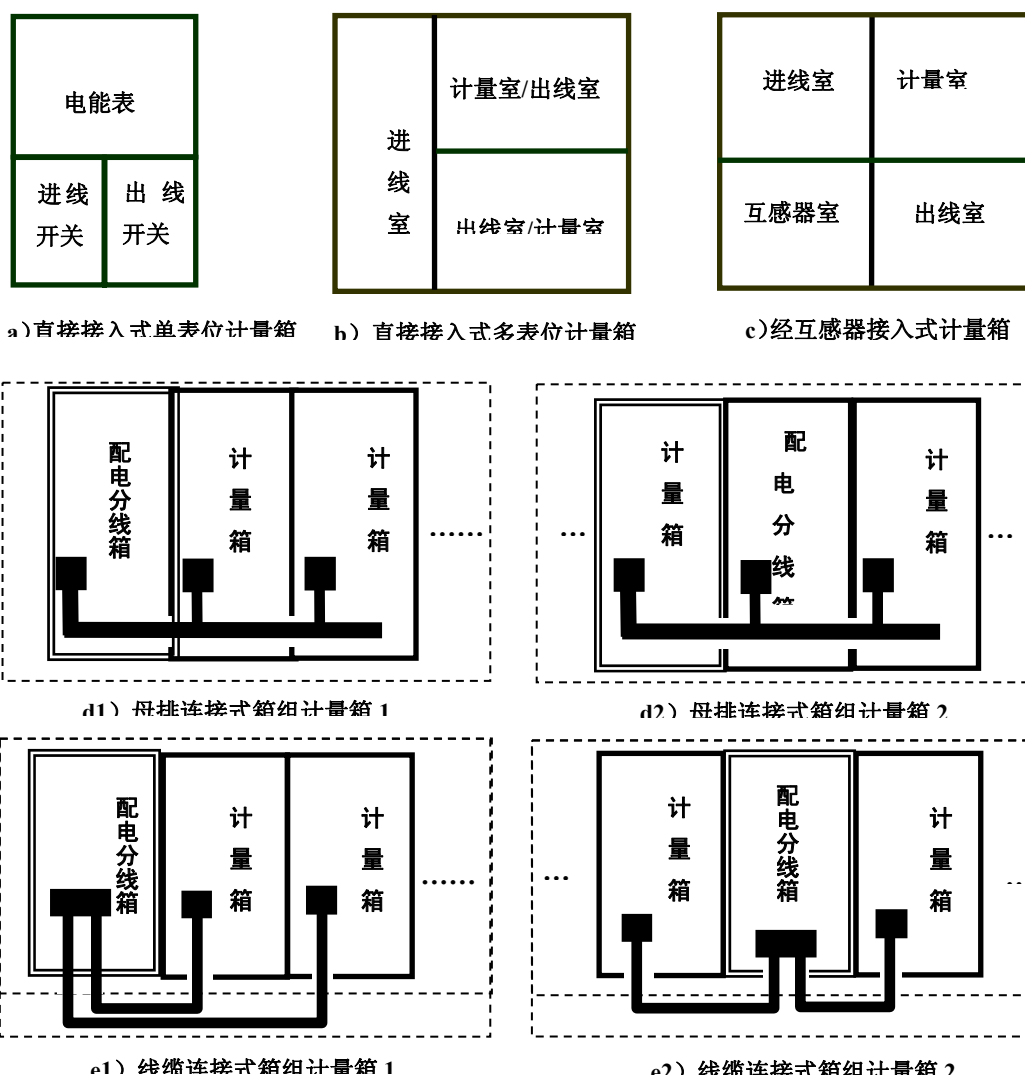 电能表
进线
开关
出 线
开关
进
线
室
计量室/出线室
出线室/计量室
进线室
计量室
互感器室
出线室
a）直接接入式单表位计量箱
b）直接接入式多表位计量箱
c）经互感器接入式计量箱
配
电
分
线
箱
计
量
箱
计
量
箱
……
…
计
量
箱
配
电
分
线
箱
计
量
箱
…
d1）母排连接式箱组计量箱 1
d2）母排连接式箱组计量箱 2
配
电
分
线
箱
计
量
箱
计
量
箱
……
…
计
量
箱
配
电
分
线
箱
计
量
箱
..
e1）线缆连接式箱组计量箱 1
e2）线缆连接式箱组计量箱 2